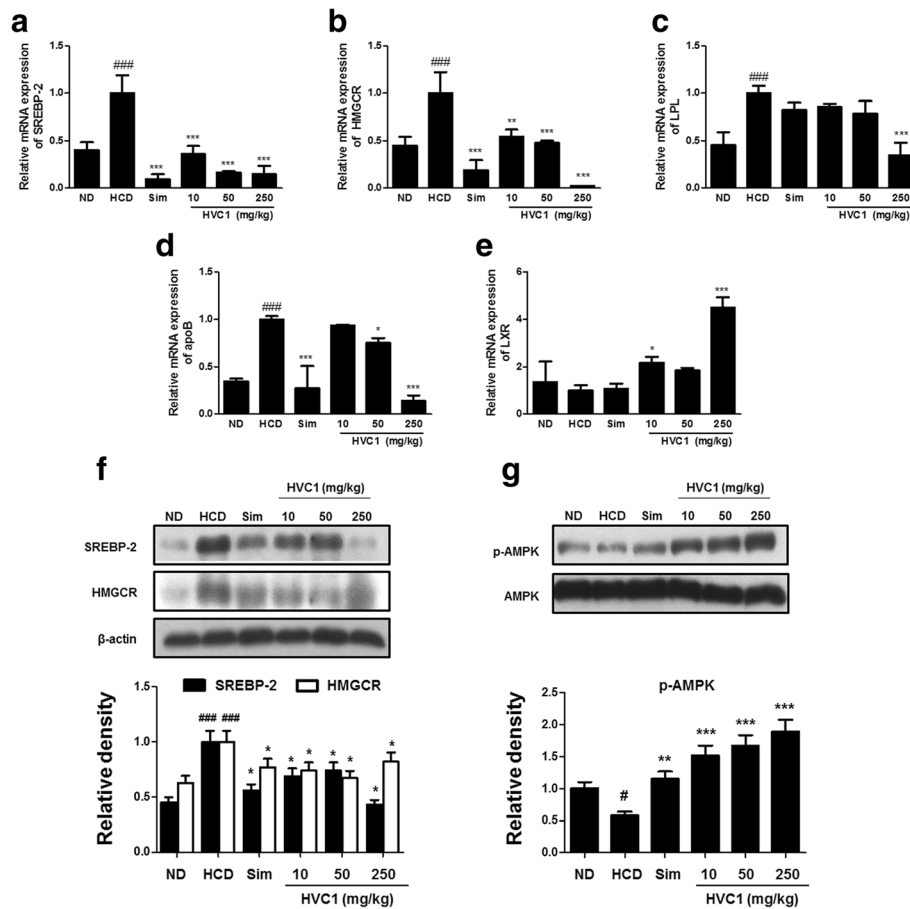 a
Relative mRNA expression
of SREBP-2
1.5
1.0
0.5
0.0
###
***
***
***
***
ND HCD Sim 10 50 250
HVC1 (mg/kg)
b
Relative mRNA expression
of HMGCR
1.5
1.0
0.5
0.0
###
***
**
***
***
ND HCD Sim 10 50 250
HVC1 (mg/kg)
c
Relative mRNA expression
of LPL
1.5
1.0
0.5
0.0
###
***
ND HCD Sim 10 50 250
HVC1 (mg/kg)
d
Relative mRNA expression
of apoB
1.5
1.0
0.5
0.0
###
***
*
***
ND HCD Sim 10 50 250
HVC1 (mg/kg)
e
Relative mRNA expression
of LXR
6
4
2
0
*
***
ND HCD Sim 10 50 250
HVC1 (mg/kg)
f
HVC1 (mg/kg)
ND HCD Sim 10 50 250
SREBP-2
HMGCR
β-actin
SREBP-2 HMGCR
Relative density
1.5
1.0
0.5
0.0
### ###
* * * * * * * *
ND HCD Sim 10 50 250
HVC1 (mg/kg)
g
HVC1 (mg/kg)
ND HCD Sim 10 50 250
p-AMPK
AMPK
p-AMPK
Relative density
2.5
2.0
1.5
1.0
0.5
0.0
#
**
***
***
***
ND HCD Sim 10 50 250
HVC1 (mg/kg)